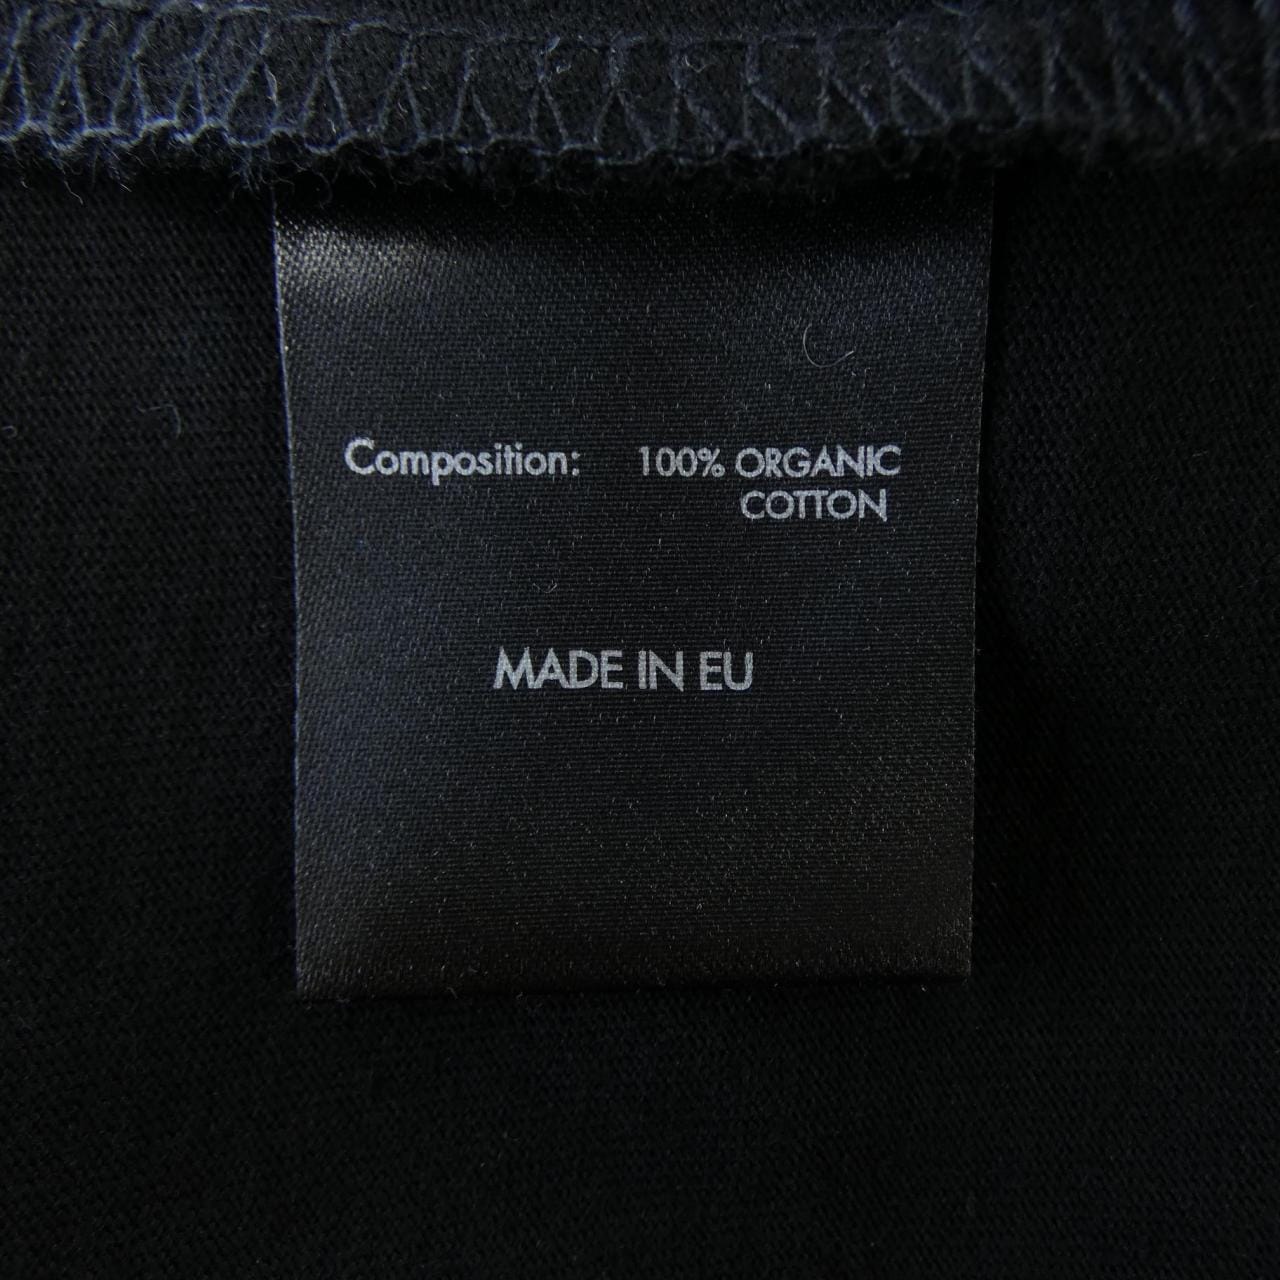 Composition: 100% ORGANIC
COTTON
MADE IN EU